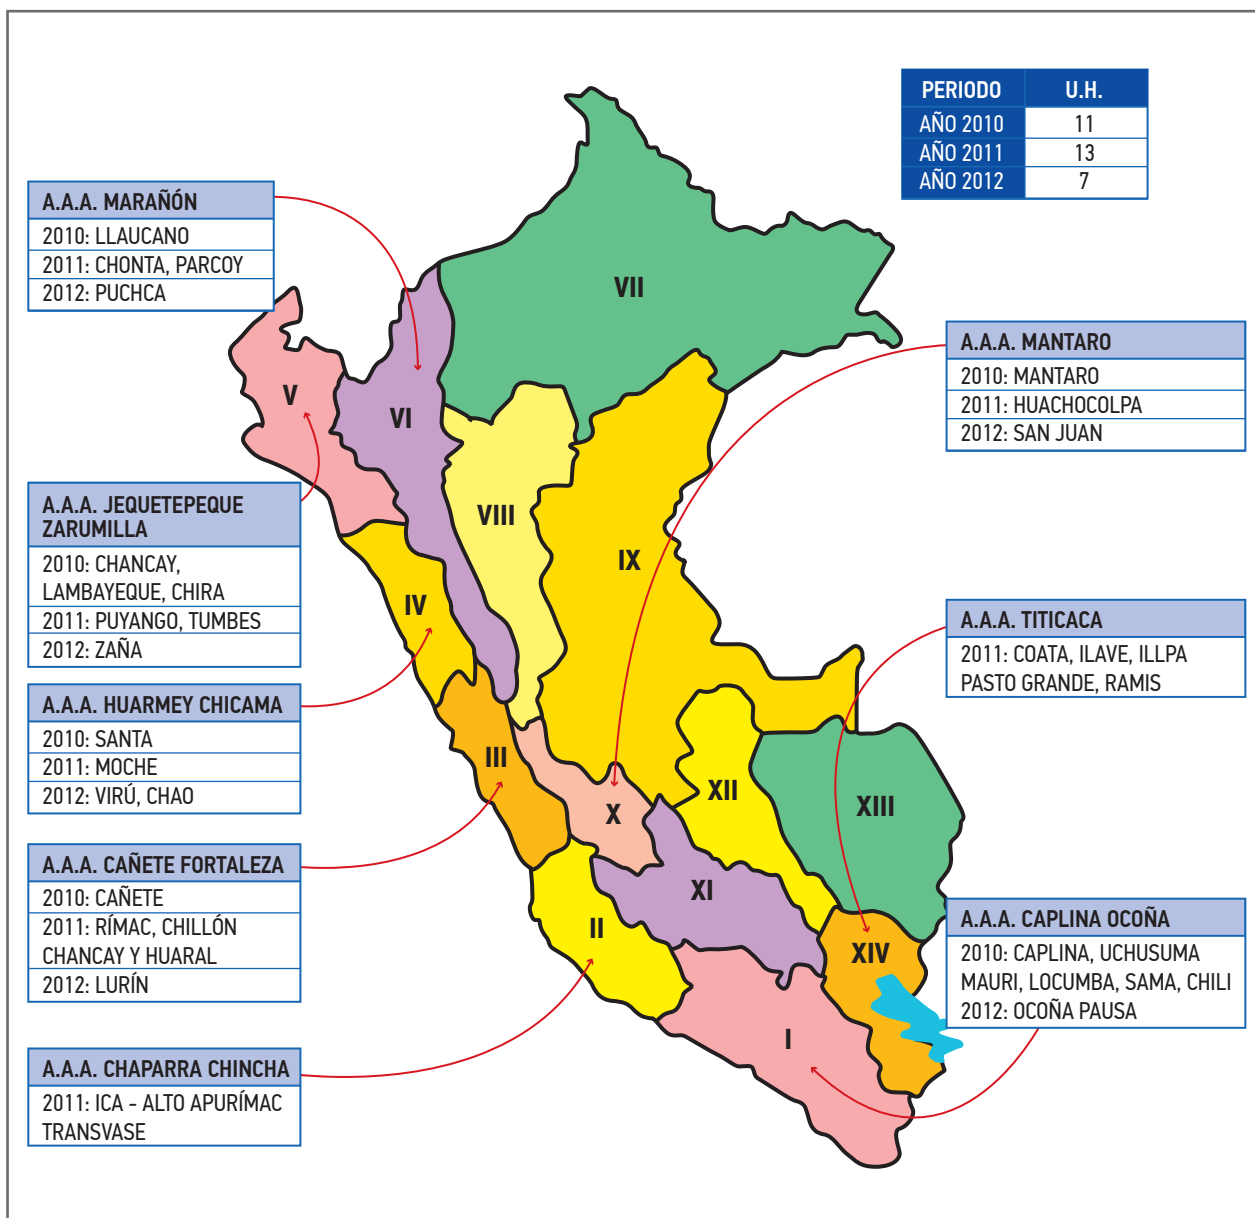 PERIODO U.H.
AÑO 2010 11
AÑO 2011 13
AÑO 2012 7
A.A.A. MARAÑÓN
2010: LLAUCANO
2011: CHONTA, PARCOY
2012: PUCHCA
A.A.A. JEQUETEPEQUE
ZARUMILLA
2010: CHANCAY,
LAMBAYEQUE, CHIRA
2011: PUYANGO, TUMBES
2012: ZAÑA
A.A.A. HUARMEY CHICAMA
2010: SANTA
2011: MOCHE
2012: VIRÚ, CHAO
A.A.A. CAÑETE FORTALEZA
2010: CAÑETE
2011: RÍMAC, CHILLÓN
CHANCAY Y HUARAL
2012: LURÍN
A.A.A. CHAPARRA CHINCHA
2011: ICA - ALTO APURÍMAC
TRANSVASE
VII
V
VI
VIII
IX
IV
III
X
XII
XIII
XI
II
XIV
I
A.A.A. MANTARO
2010: MANTARO
2011: HUACHOCOLPA
2012: SAN JUAN
A.A.A. TITICACA
2011: COATA, ILAVE, ILLPA
PASTO GRANDE, RAMIS
A.A.A. CAPLINA OCOÑA
2010: CAPLINA, UCHUSUMA
MAURI, LOCUMBA, SAMA, CHILI
2012: OCOÑA PAUSA